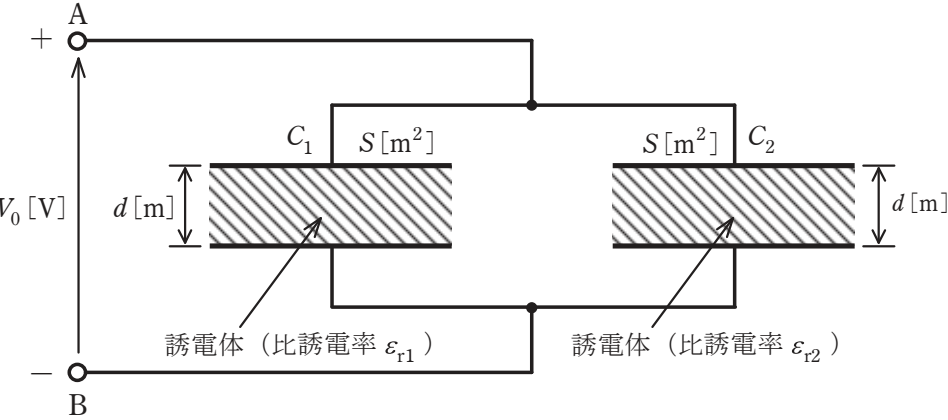 A
+
C₁ S[m²] S[m²] C₂
V₀[V] d[m] d[m]
誘電体（比誘電率 εr1） 誘電体（比誘電率 εr2）
−
B